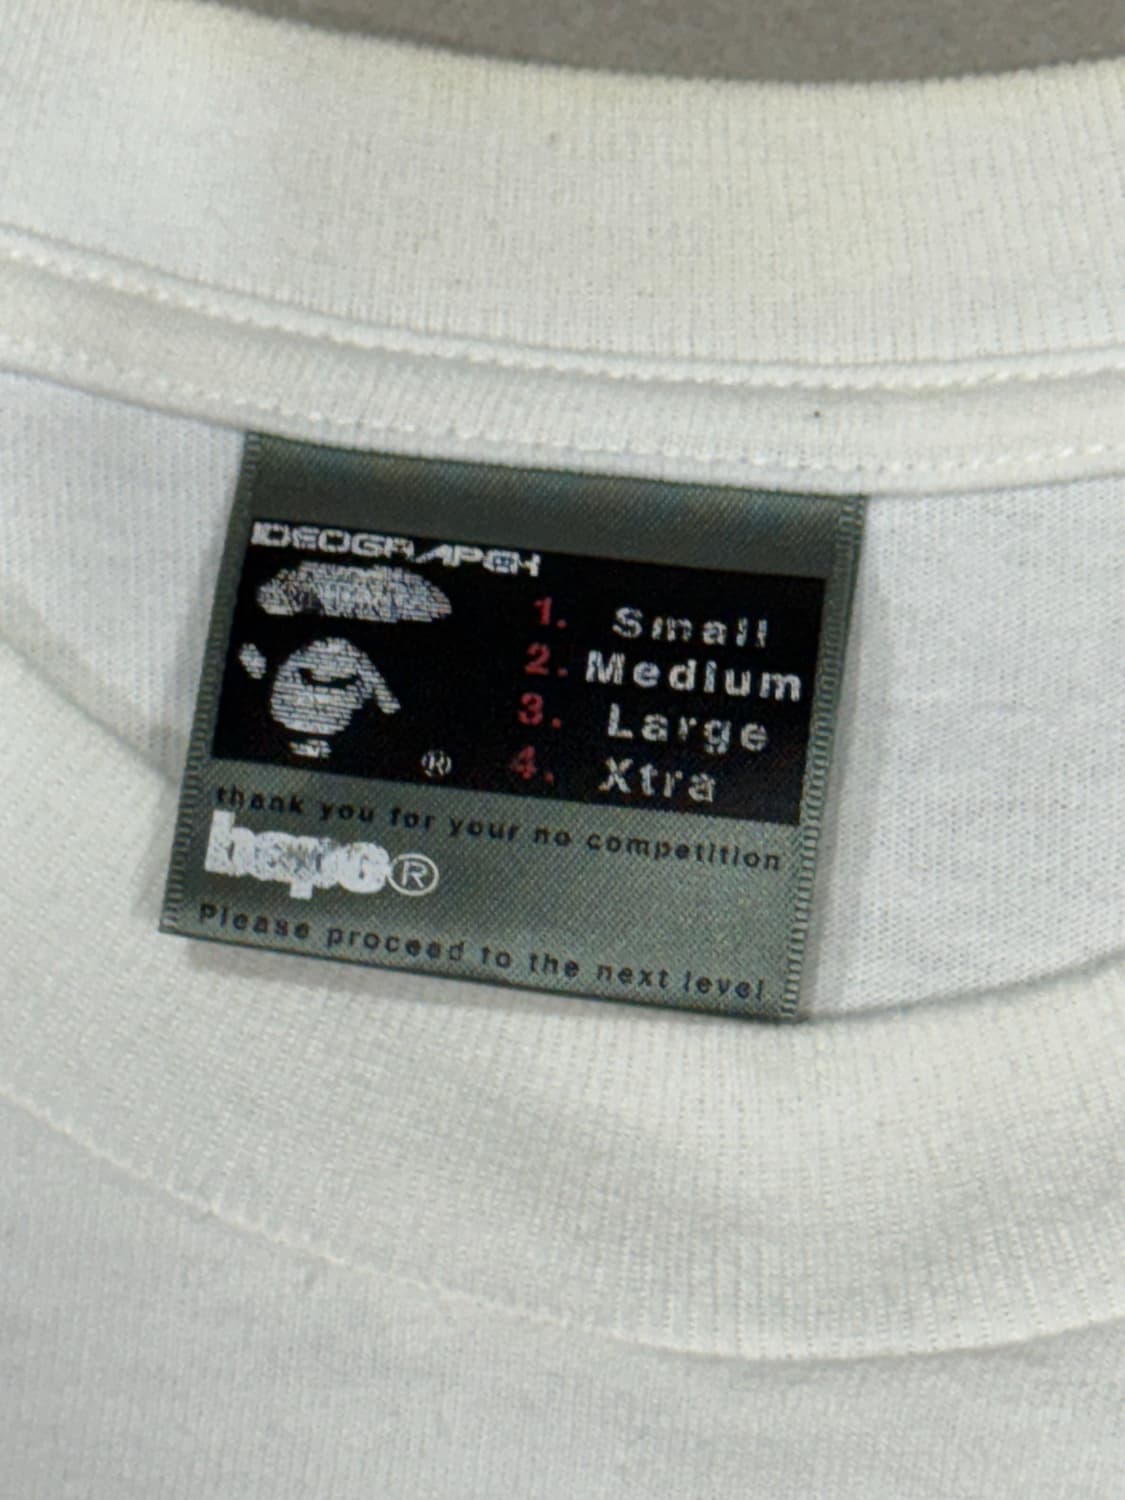 IDEOGRAPEH
1. Small
2. Medium
3. Large
4. Xtra
®
thank you for your no competition
bape®
Please proceed to the next level